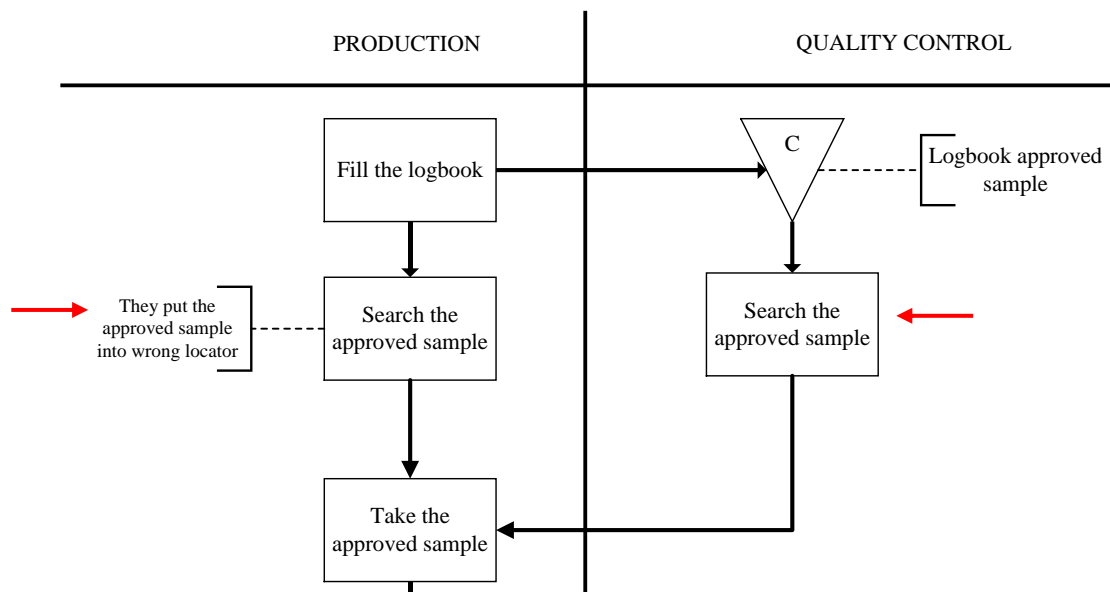 PRODUCTION
QUALITY CONTROL
Fill the logbook
C
Logbook approved
sample
They put the
approved sample
into wrong locator
Search the
approved sample
Search the
approved sample
Take the
approved sample